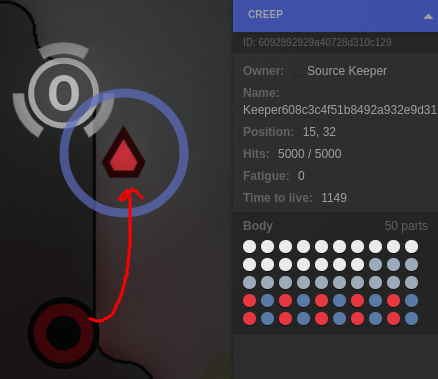 O
CREEP
ID: 6092892929a40728d310c129
Owner: Source Keeper
Name:
Keeper608c3c4f51b8492a932e9d31
Position: 15, 32
Hits: 5000 / 5000
Fatigue: 0
Time to live: 1149
Body 50 parts